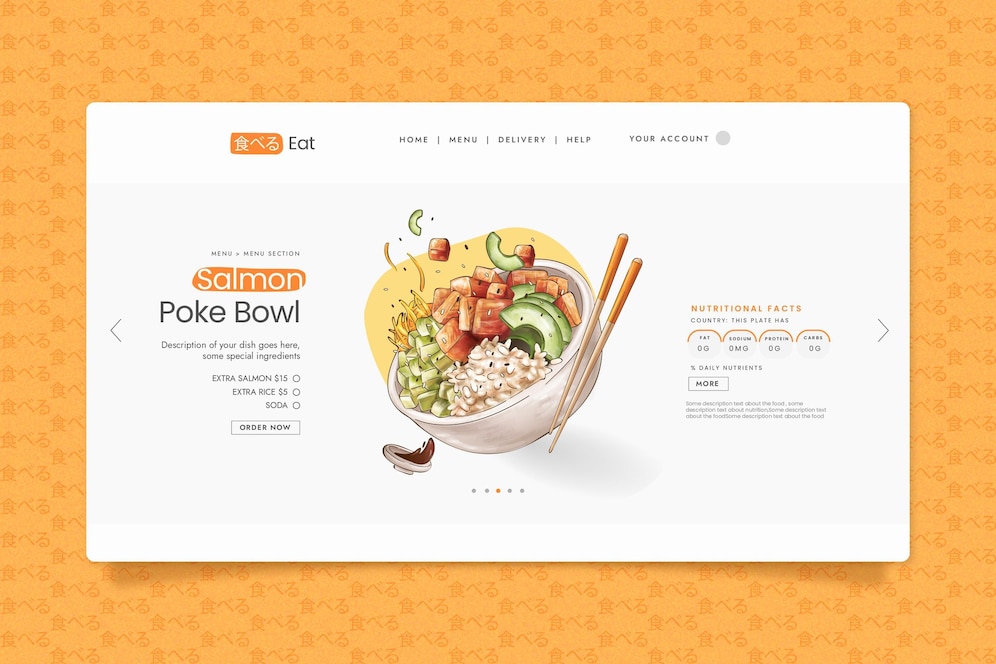 食べる Eat
HOME | MENU | DELIVERY | HELP
YOUR ACCOUNT
MENU > MENU SECTION
Salmon
Poke Bowl
Description of your dish goes here,
some special ingredients
EXTRA SALMON $15
EXTRA RICE $5
SODA
ORDER NOW
NUTRITIONAL FACTS
COUNTRY: THIS PLATE HAS
FAT SODIUM PROTEIN CARBS
0G 0MG 0G 0G
% DAILY NUTRIENTS
MORE
Some description text about the food , some
description text about nutrition.Some description text
about the foodSome description text about the food